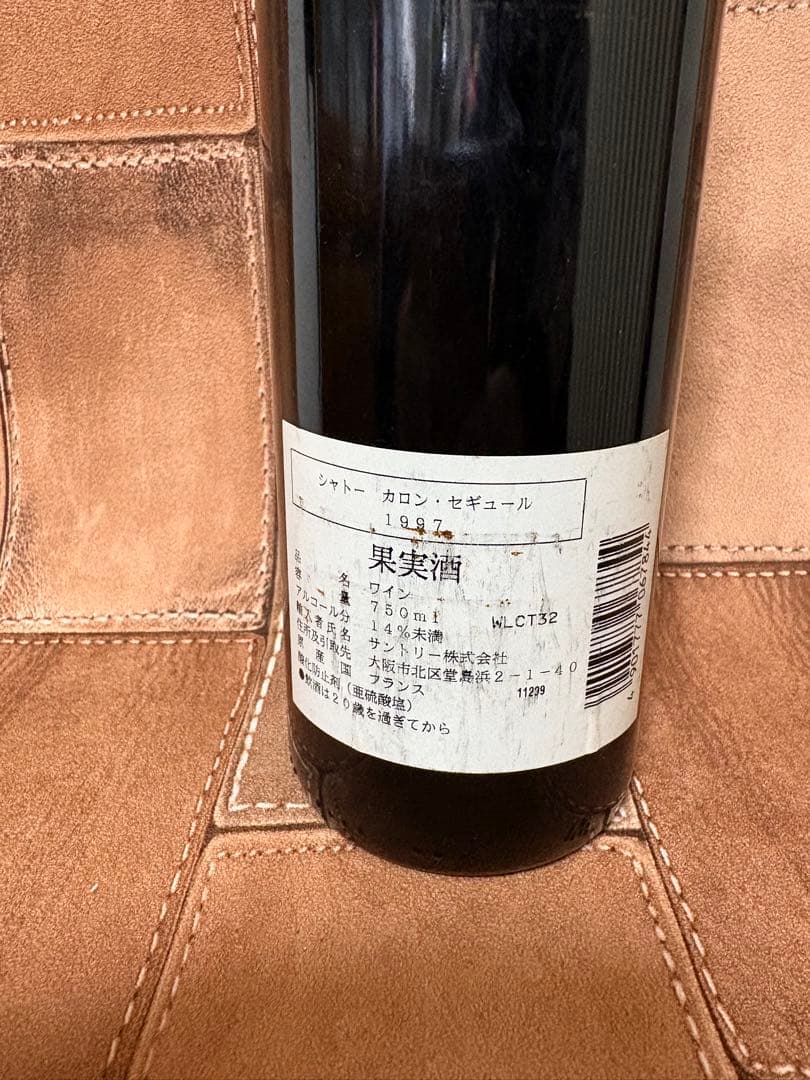 シャトー カロン・セギュール
1997
果実酒
品名 ワイン
容量 750ml
アルコール分 14%未満
輸入者氏名 サントリー株式会社
住所及引取先 大阪市北区堂島浜2-1-40
原産国 フランス
酸化防止剤(亜硫酸塩)
●飲酒は20歳を過ぎてから
WLCT32
11239